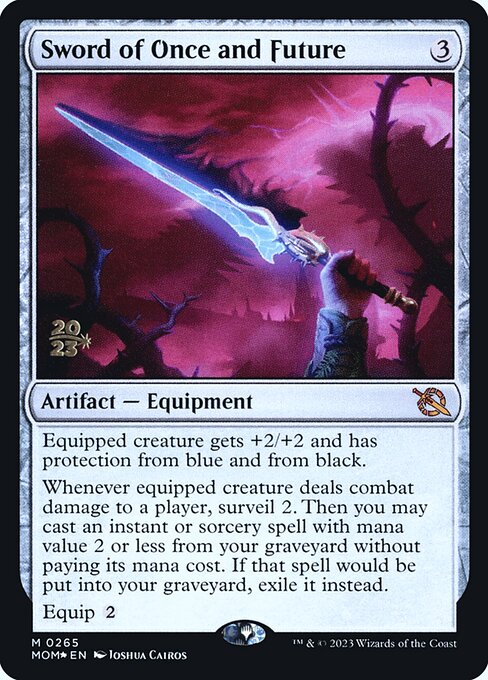 Sword of Once and Future 3
20
23
Artifact — Equipment
Equipped creature gets +2/+2 and has
protection from blue and from black.
Whenever equipped creature deals combat
damage to a player, surveil 2. Then you may
cast an instant or sorcery spell with mana
value 2 or less from your graveyard without
paying its mana cost. If that spell would be
put into your graveyard, exile it instead.
Equip 2
M 0265
MOM★EN Joshua Cairos
™ & © 2023 Wizards of the Coast